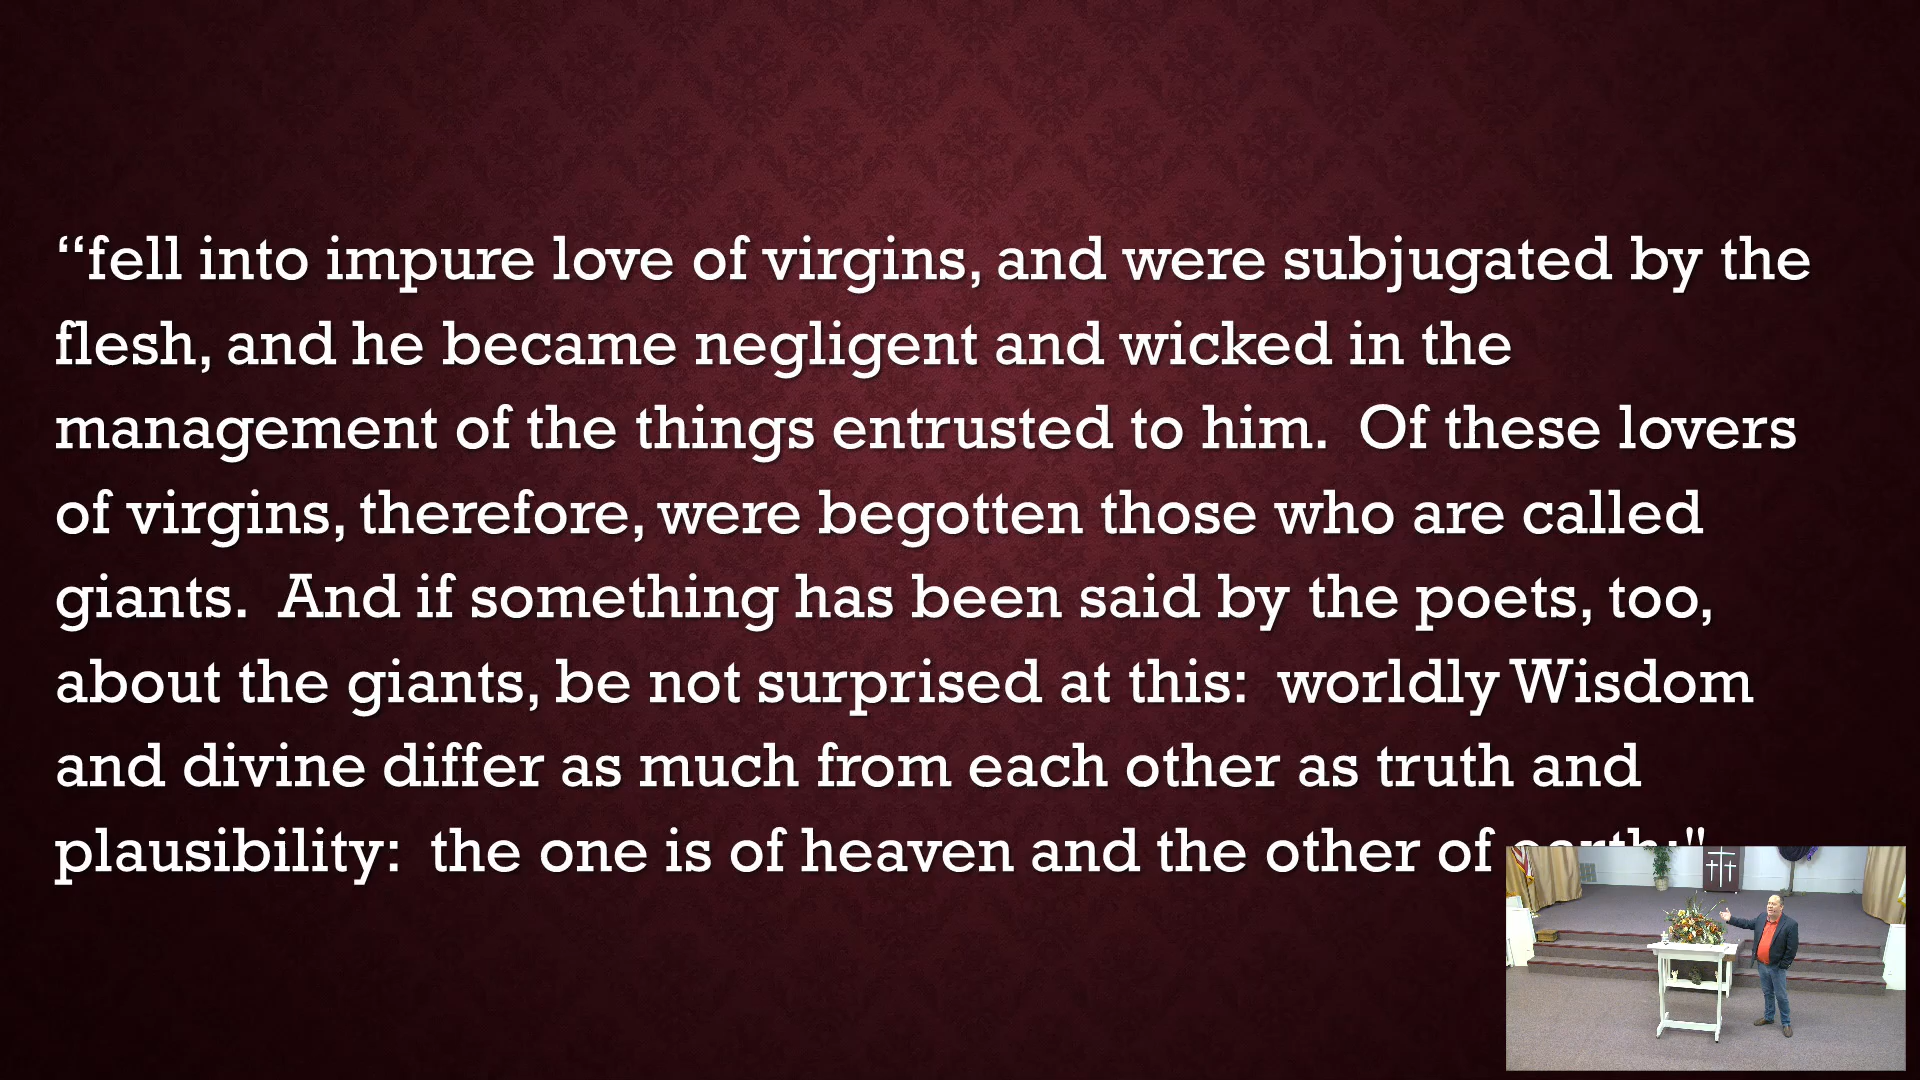 “fell into impure love of virgins, and were subjugated by the
flesh, and he became negligent and wicked in the
management of the things entrusted to him.  Of these lovers
of virgins, therefore, were begotten those who are called
giants.  And if something has been said by the poets, too,
about the giants, be not surprised at this:  worldly Wisdom
and divine differ as much from each other as truth and
plausibility:  the one is of heaven and the other of earth;"